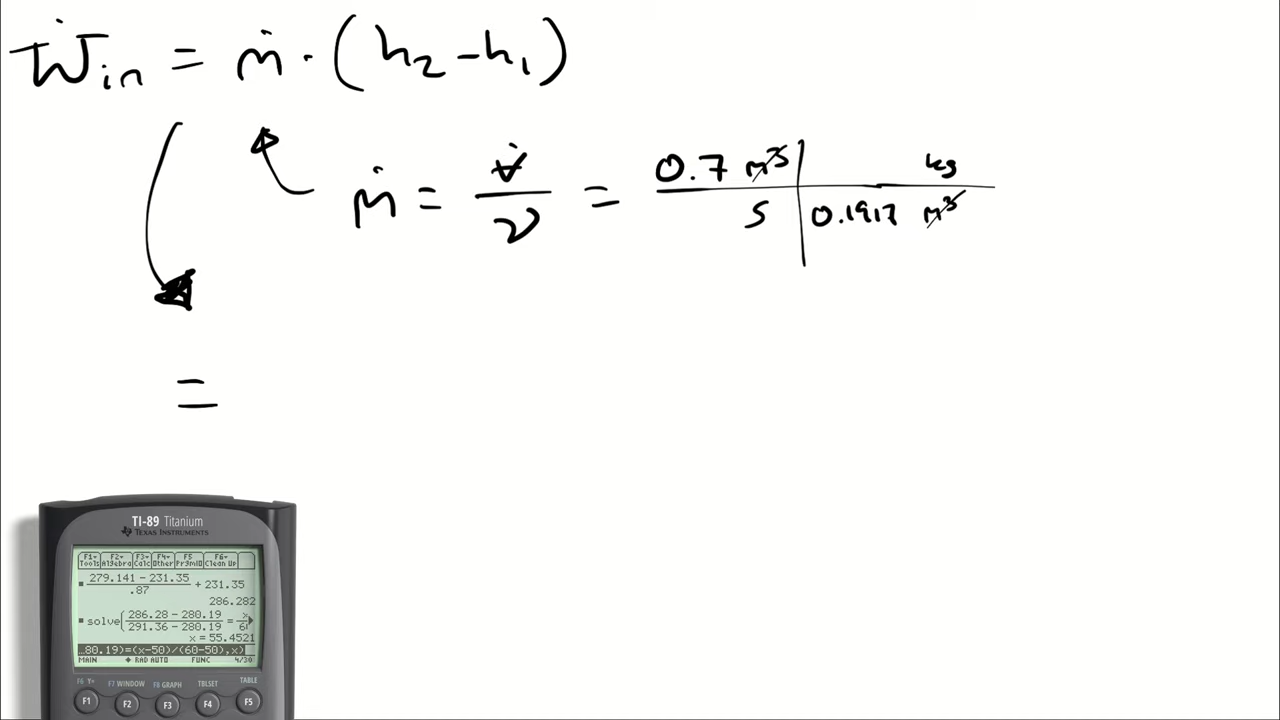 Ẇin = ṁ · (h2 - h1)
ṁ = V̇ / ν = 0.7 m³ / s | kg / 0.1917 m³
=
TI-89 Titanium
TEXAS INSTRUMENTS
F1▾ F2▾ F3▾ F4▾ F5 F6▾
Tools Algebra Calc Other PrgmIO Clean Up
279.141 - 231.35 / .87 + 231.35
286.282
solve( 286.28 - 280.19 / 291.36 - 280.19 = x / 6
x = 55.4521
80.19)=(x-50)/(60-50),x)
MAIN RAD AUTO FUNC 4/30
F6 Y= F7 WINDOW F8 GRAPH TBLSET TABLE
F1 F2 F3 F4 F5